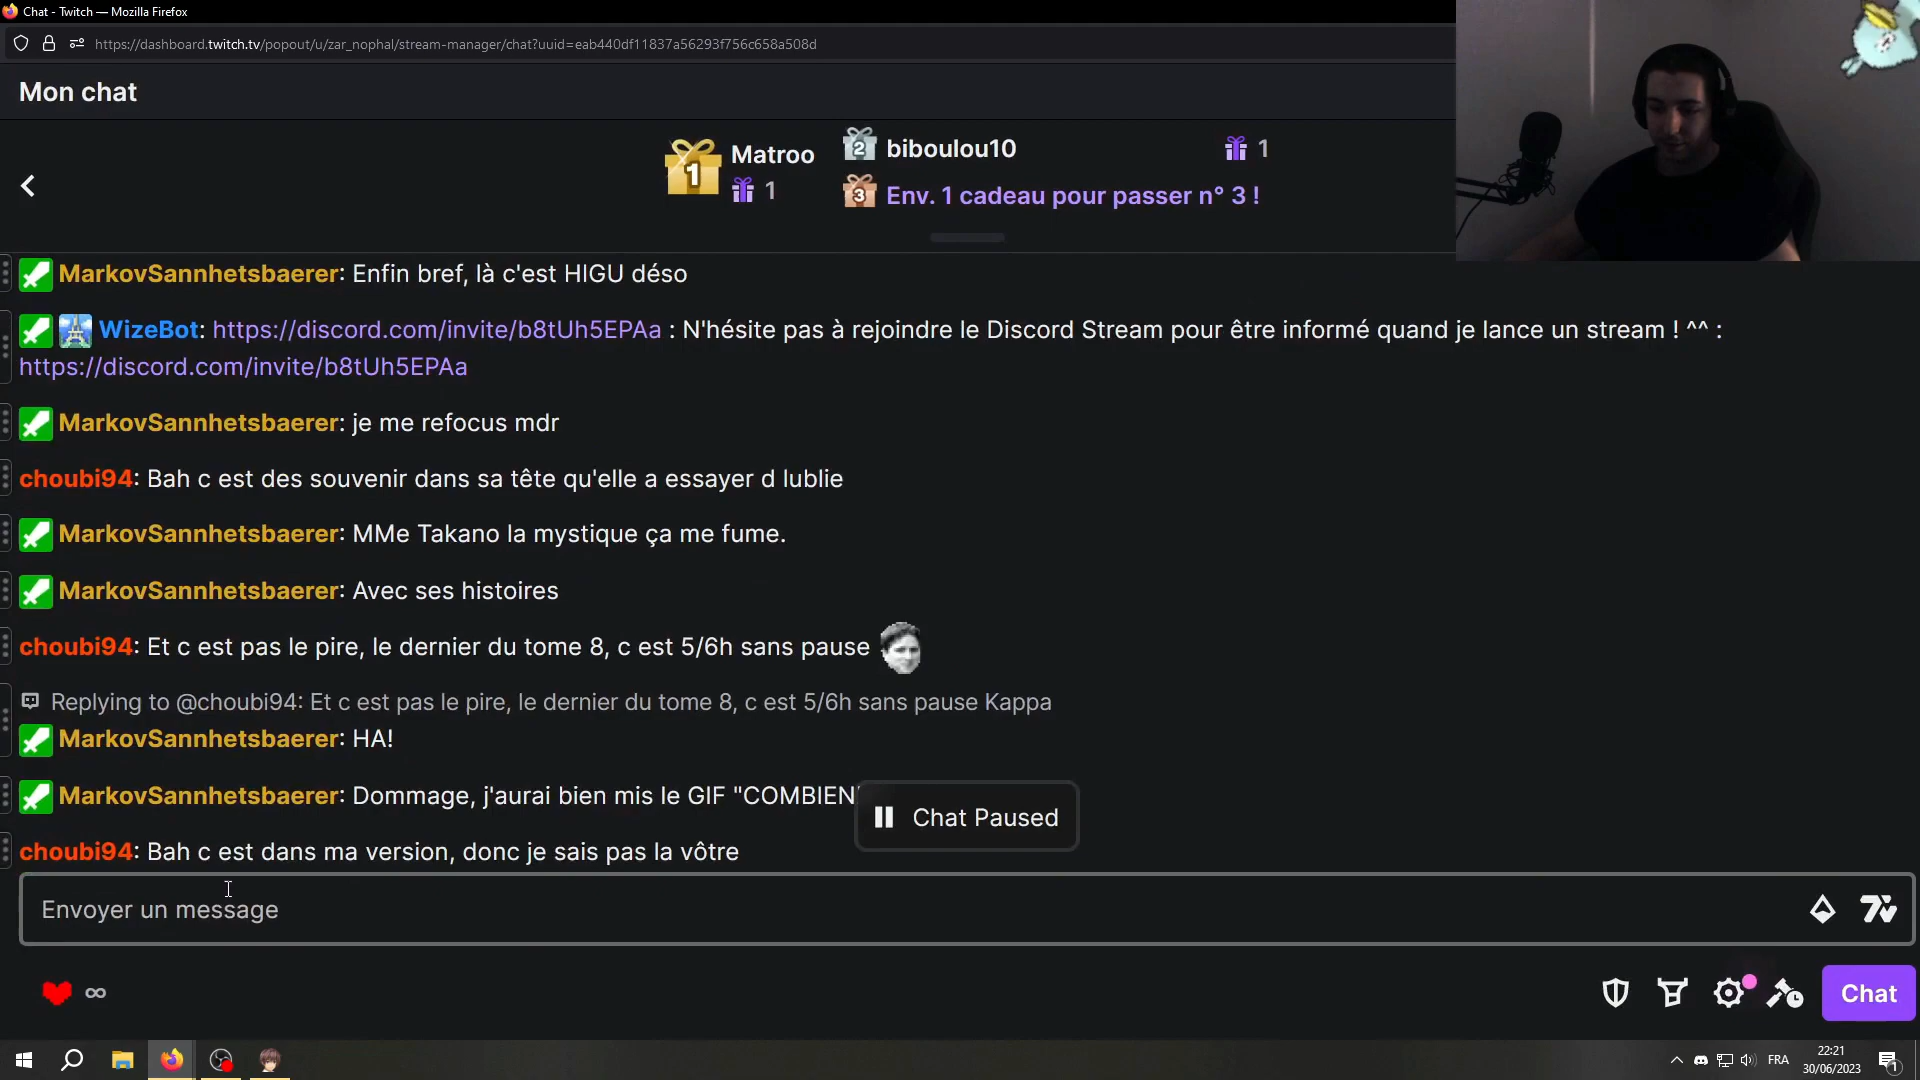 Chat - Twitch — Mozilla Firefox
https://dashboard.twitch.tv/popout/u/zar_nophal/stream-manager/chat?uuid=eab440df11837a56293f756c658a508d
Mon chat
1 Matroo 1
2 biboulou10 1
3 Env. 1 cadeau pour passer n° 3 !
MarkovSannhetsbaerer: Enfin bref, là c'est HIGU déso
WizeBot: https://discord.com/invite/b8tUh5EPAa : N'hésite pas à rejoindre le Discord Stream pour être informé quand je lance un stream ! ^^ :
https://discord.com/invite/b8tUh5EPAa
MarkovSannhetsbaerer: je me refocus mdr
choubi94: Bah c est des souvenir dans sa tête qu'elle a essayer d lublie
MarkovSannhetsbaerer: MMe Takano la mystique ça me fume.
MarkovSannhetsbaerer: Avec ses histoires
choubi94: Et c est pas le pire, le dernier du tome 8, c est 5/6h sans pause
Replying to @choubi94: Et c est pas le pire, le dernier du tome 8, c est 5/6h sans pause Kappa
MarkovSannhetsbaerer: HA!
MarkovSannhetsbaerer: Dommage, j'aurai bien mis le GIF "COMBIEN
Chat Paused
choubi94: Bah c est dans ma version, donc je sais pas la vôtre
Envoyer un message
∞
Chat
FRA
22:21
30/06/2023
1